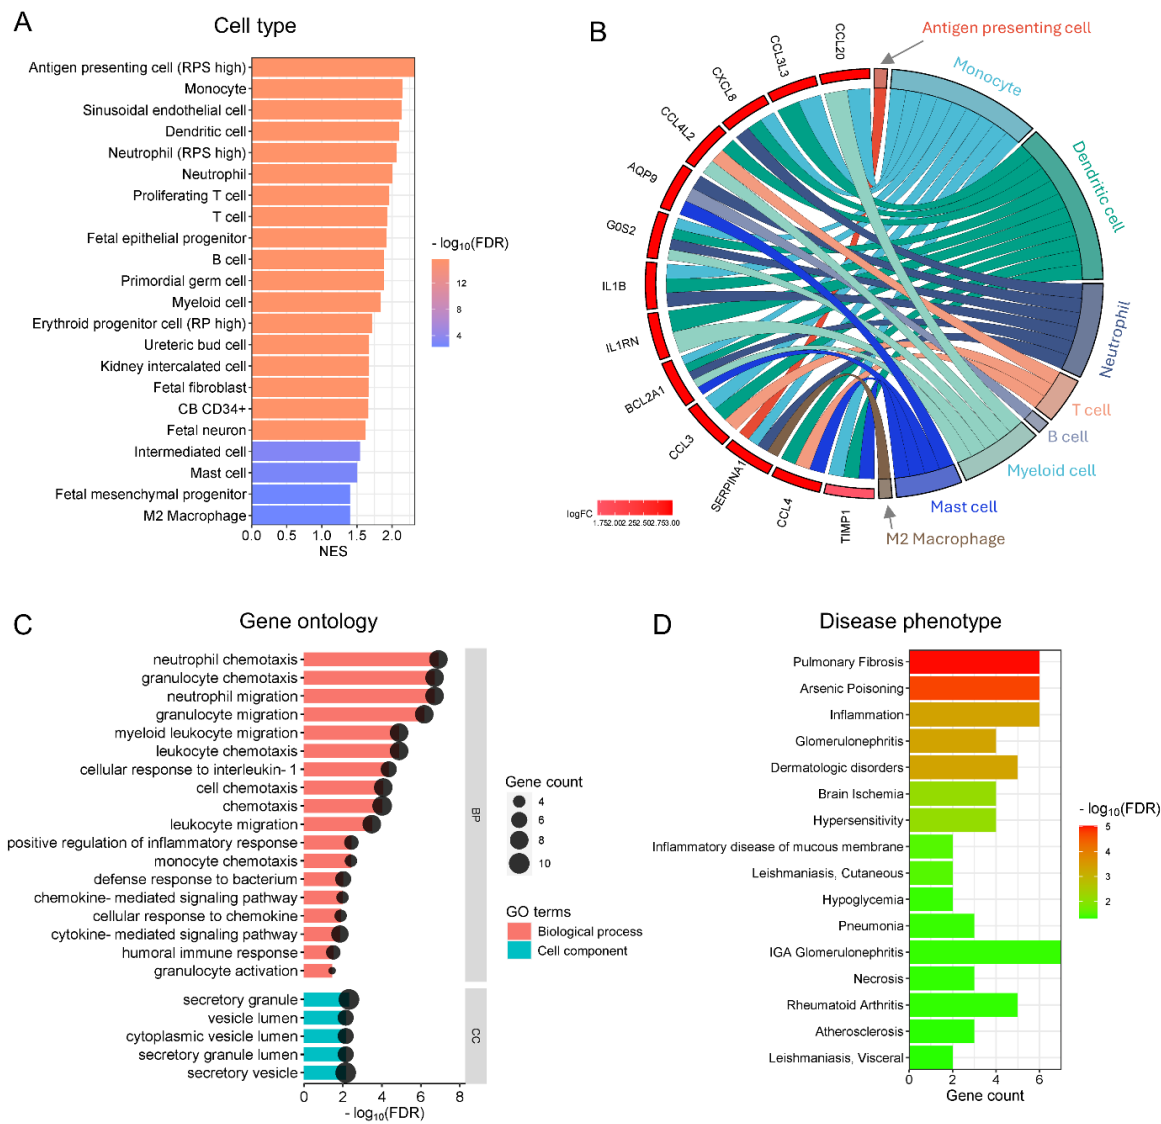 A
Cell type
Antigen presenting cell (RPS high)
Monocyte
Sinusoidal endothelial cell
Dendritic cell
Neutrophil (RPS high)
Neutrophil
Proliferating T cell
T cell
Fetal epithelial progenitor
B cell
Primordial germ cell
Myeloid cell
Erythroid progenitor cell (RP high)
Ureteric bud cell
Kidney intercalated cell
Fetal fibroblast
CB CD34+
Fetal neuron
Intermediated cell
Mast cell
Fetal mesenchymal progenitor
M2 Macrophage
0.0 0.5 1.0 1.5 2.0
NES
- log10(FDR)
12
8
4
B
Antigen presenting cell
Monocyte
Dendritic cell
Neutrophil
T cell
B cell
Myeloid cell
Mast cell
M2 Macrophage
CCL20
CCL3L3
CXCL8
CCL4L2
AQP9
G0S2
IL1B
IL1RN
BCL2A1
CCL3
SERPINA1
CCL4
TIMP1
logFC
1.752.002.252.502.753.00
C
Gene ontology
neutrophil chemotaxis
granulocyte chemotaxis
neutrophil migration
granulocyte migration
myeloid leukocyte migration
leukocyte chemotaxis
cellular response to interleukin- 1
cell chemotaxis
chemotaxis
leukocyte migration
positive regulation of inflammatory response
monocyte chemotaxis
defense response to bacterium
chemokine- mediated signaling pathway
cellular response to chemokine
cytokine- mediated signaling pathway
humoral immune response
granulocyte activation
BP
secretory granule
vesicle lumen
cytoplasmic vesicle lumen
secretory granule lumen
secretory vesicle
CC
0 2 4 6 8
- log10(FDR)
Gene count
4
6
8
10
GO terms
Biological process
Cell component
D
Disease phenotype
Pulmonary Fibrosis
Arsenic Poisoning
Inflammation
Glomerulonephritis
Dermatologic disorders
Brain Ischemia
Hypersensitivity
Inflammatory disease of mucous membrane
Leishmaniasis, Cutaneous
Hypoglycemia
Pneumonia
IGA Glomerulonephritis
Necrosis
Rheumatoid Arthritis
Atherosclerosis
Leishmaniasis, Visceral
0 2 4 6
Gene count
- log10(FDR)
5
4
3
2